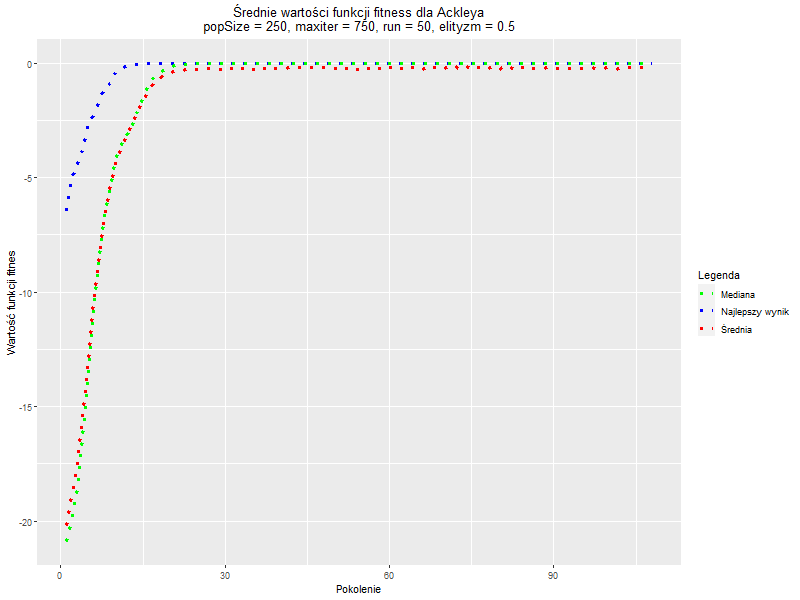 Średnie wartości funkcji fitness dla Ackleya
popSize = 250, maxiter = 750, run = 50, elityzm = 0.5
Wartość funkcji fitnes
0
-5
-10
-15
-20
0
30
60
90
Pokolenie
Legenda
Mediana
Najlepszy wynik
Średnia